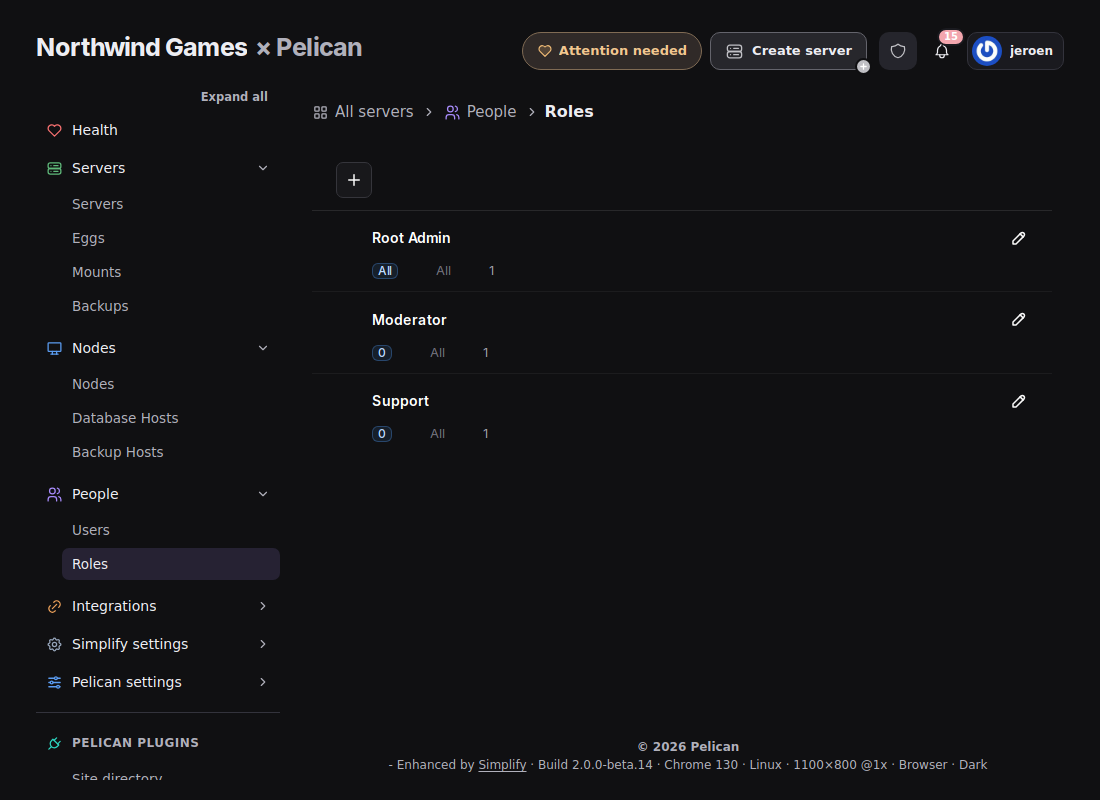 Northwind Games × Pelican
Attention needed
Create server
15
jeroen
Expand all
Health
Servers
Servers
Eggs
Mounts
Backups
Nodes
Nodes
Database Hosts
Backup Hosts
People
Users
Roles
Integrations
Simplify settings
Pelican settings
PELICAN PLUGINS
Site directory
All servers > People > Roles
Root Admin
All All 1
Moderator
0 All 1
Support
0 All 1
© 2026 Pelican
- Enhanced by Simplify · Build 2.0.0-beta.14 · Chrome 130 · Linux · 1100×800 @1x · Browser · Dark